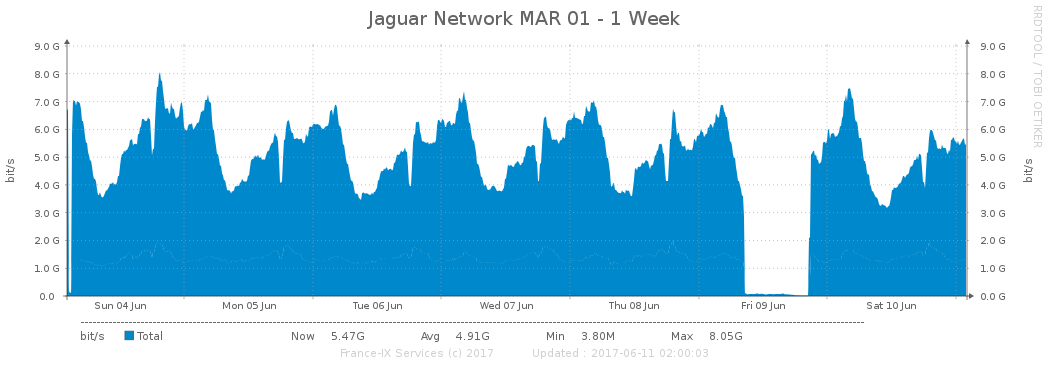 Jaguar Network MAR 01 - 1 Week
RRDTOOL / TOBI OETIKER
9.0 G 9.0 G
8.0 G 8.0 G
7.0 G 7.0 G
6.0 G 6.0 G
5.0 G 5.0 G
4.0 G 4.0 G
3.0 G 3.0 G
2.0 G 2.0 G
1.0 G 1.0 G
0.0 0.0 G
bit/s bit/s
Sun 04 Jun Mon 05 Jun Tue 06 Jun Wed 07 Jun Thu 08 Jun Fri 09 Jun Sat 10 Jun
bit/s Total Now 5.47G Avg 4.91G Min 3.80M Max 8.05G
France-IX Services (c) 2017 Updated : 2017-06-11 02:00:03